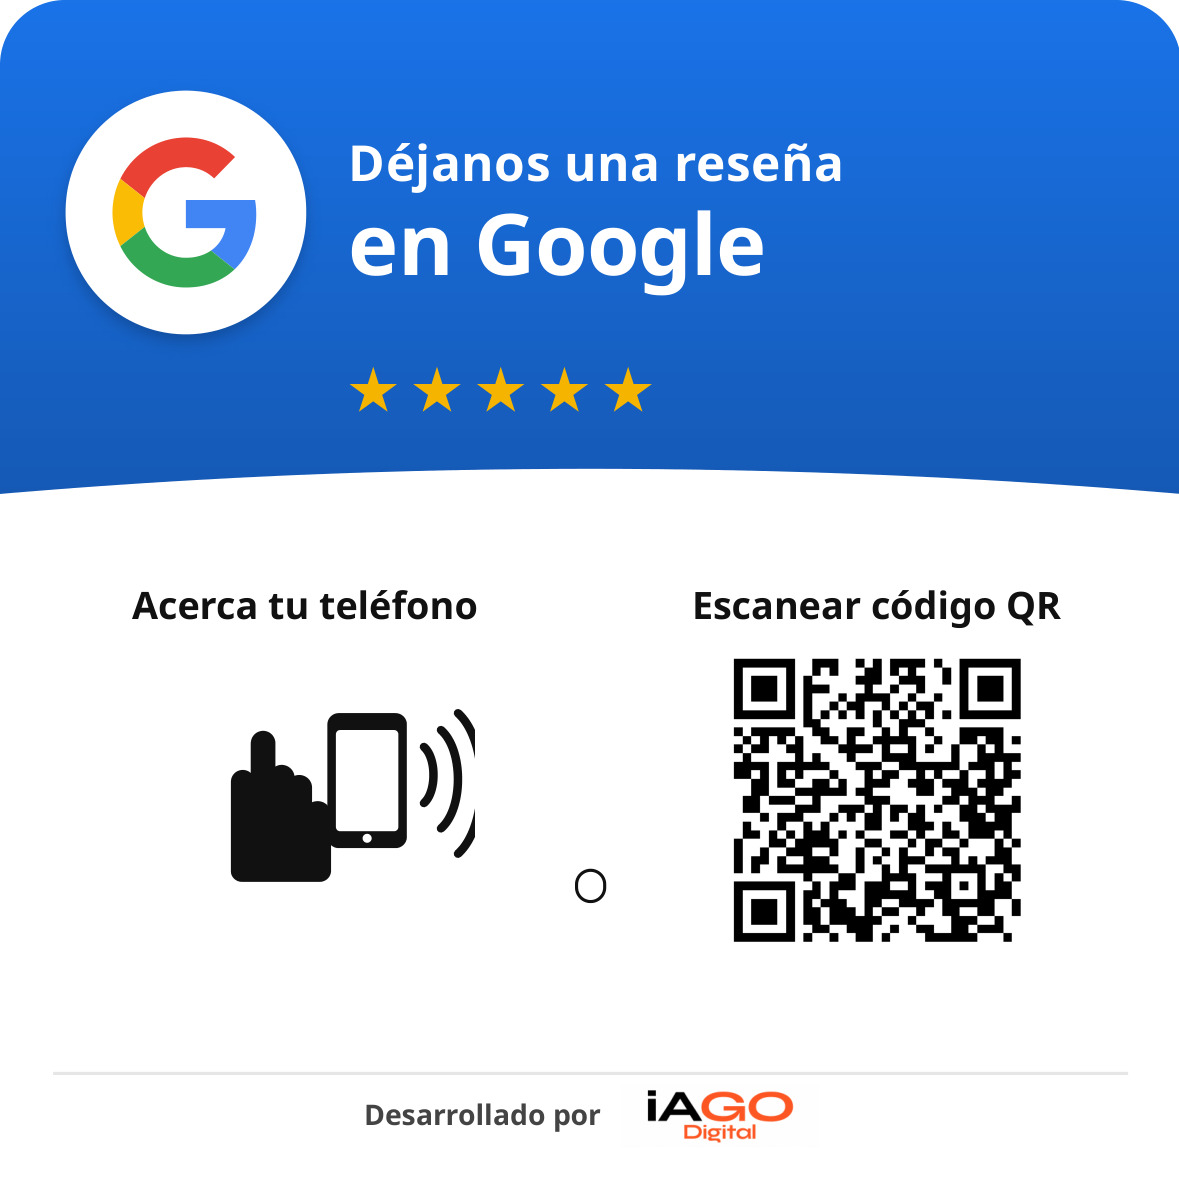 Déjanos una reseña
en Google
Acerca tu teléfono
Escanear código QR
O
Desarrollado por
iAGO
Digital